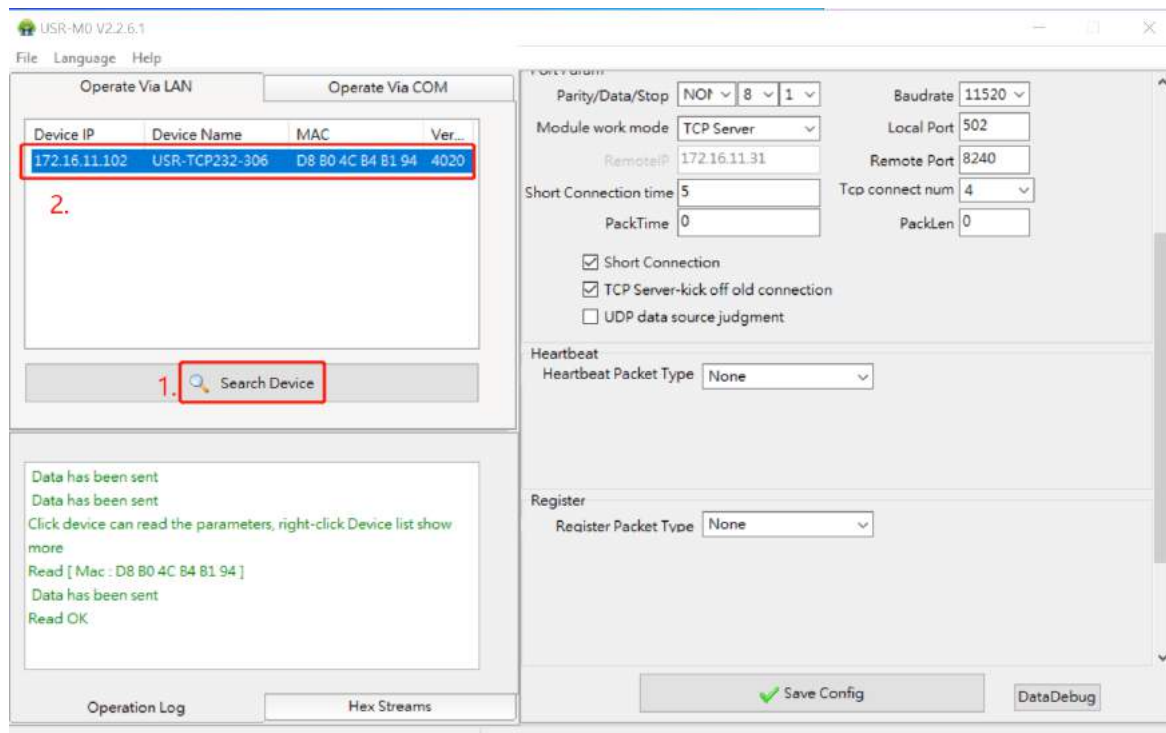 USR-M0 V2.2.6.1
File Language Help
Operate Via LAN Operate Via COM
Device IP Device Name MAC Ver...
172.16.11.102 USR-TCP232-306 D8 B0 4C B4 B1 94 4020
2.
1. Search Device
Data has been sent
Data has been sent
Click device can read the parameters, right-click Device list show
more
Read [ Mac : D8 B0 4C B4 B1 94 ]
Data has been sent
Read OK
Operation Log Hex Streams
Port Param
Parity/Data/Stop NON 8 1 Baudrate 11520
Module work mode TCP Server Local Port 502
RemoteIP 172.16.11.31 Remote Port 8240
Short Connection time 5 Tcp connect num 4
PackTime 0 PackLen 0
Short Connection
TCP Server-kick off old connection
UDP data source judgment
Heartbeat
Heartbeat Packet Type None
Register
Register Packet Type None
Save Config DataDebug